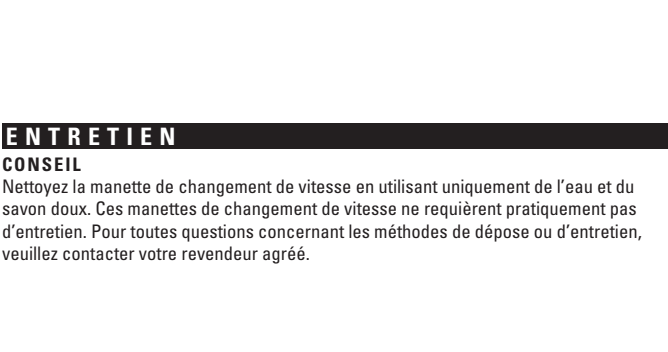 ENTRETIEN
CONSEIL
Nettoyez la manette de changement de vitesse en utilisant uniquement de l’eau et du
savon doux. Ces manettes de changement de vitesse ne requièrent pratiquement pas
d’entretien. Pour toutes questions concernant les méthodes de dépose ou d’entretien,
veuillez contacter votre revendeur agréé.